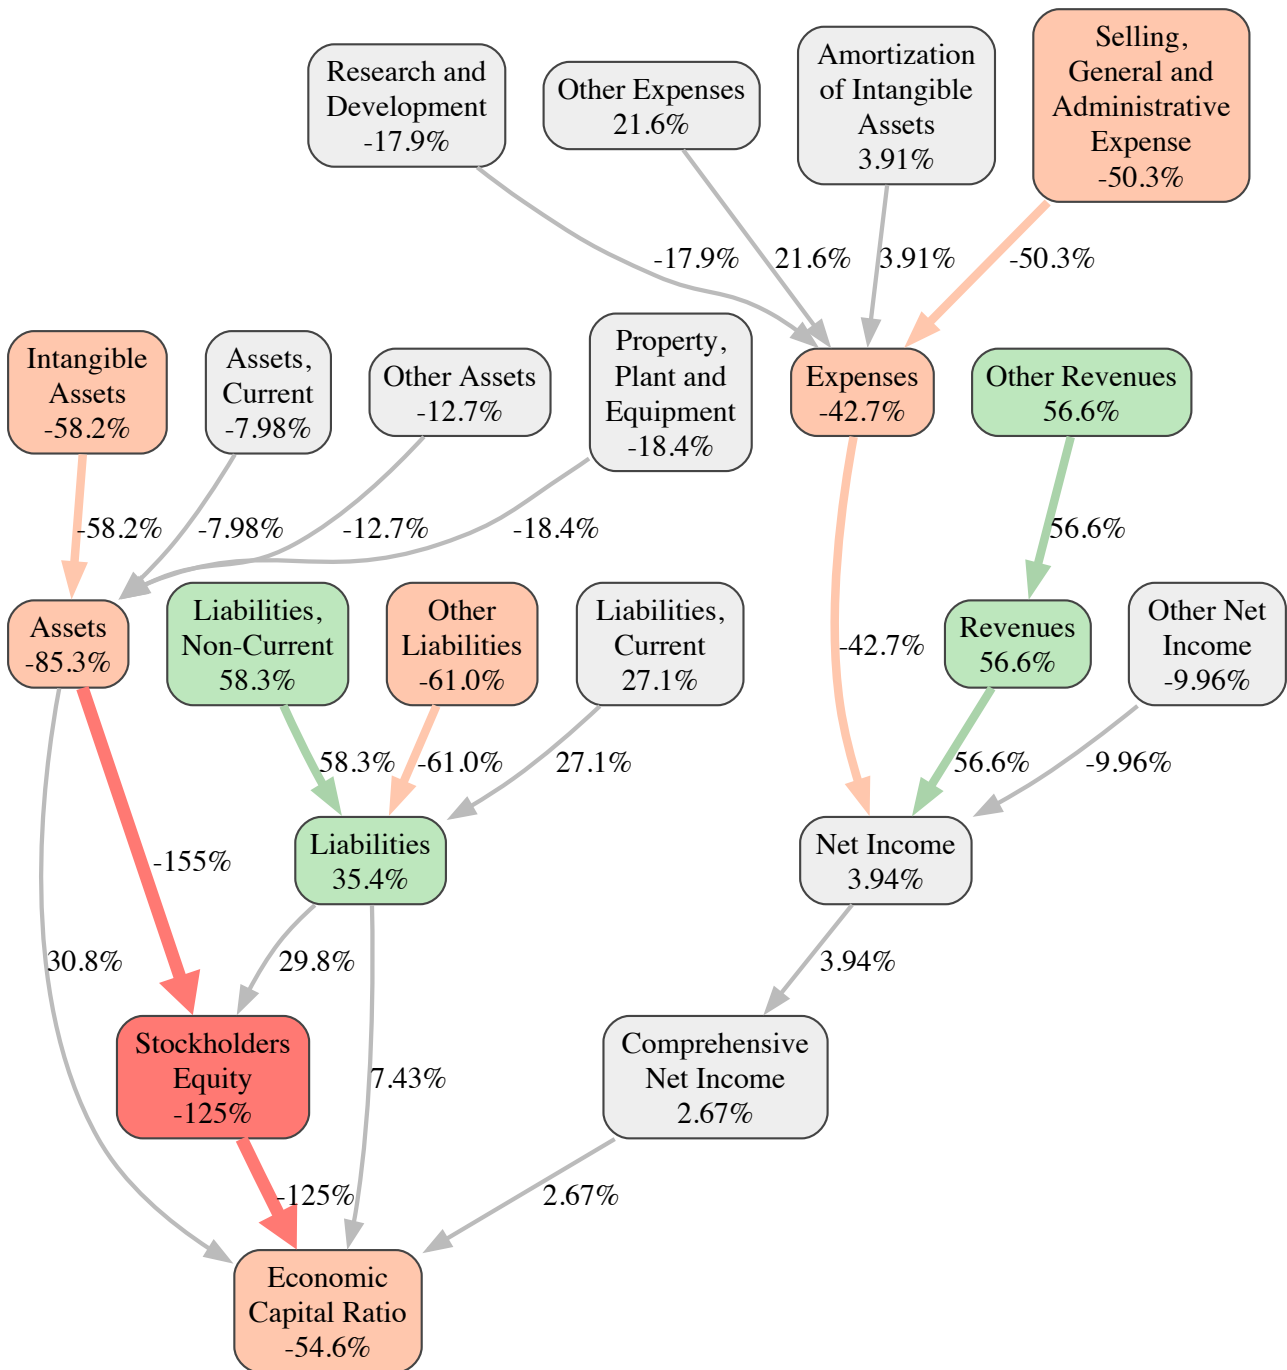 Research and
Development
-17.9%
Other Expenses
21.6%
Amortization
of Intangible
Assets
3.91%
Selling,
General and
Administrative
Expense
-50.3%
-17.9%
21.6%
3.91%
-50.3%
Intangible
Assets
-58.2%
Assets,
Current
-7.98%
Other Assets
-12.7%
Property,
Plant and
Equipment
-18.4%
Expenses
-42.7%
Other Revenues
56.6%
-58.2%
-7.98%
-12.7%
-18.4%
56.6%
Assets
-85.3%
Liabilities,
Non-Current
58.3%
Other
Liabilities
-61.0%
Liabilities,
Current
27.1%
-42.7%
Revenues
56.6%
Other Net
Income
-9.96%
58.3%
-61.0%
27.1%
56.6%
-9.96%
-155%
Liabilities
35.4%
Net Income
3.94%
30.8%
29.8%
3.94%
Stockholders
Equity
-125%
7.43%
Comprehensive
Net Income
2.67%
-125%
2.67%
Economic
Capital Ratio
-54.6%